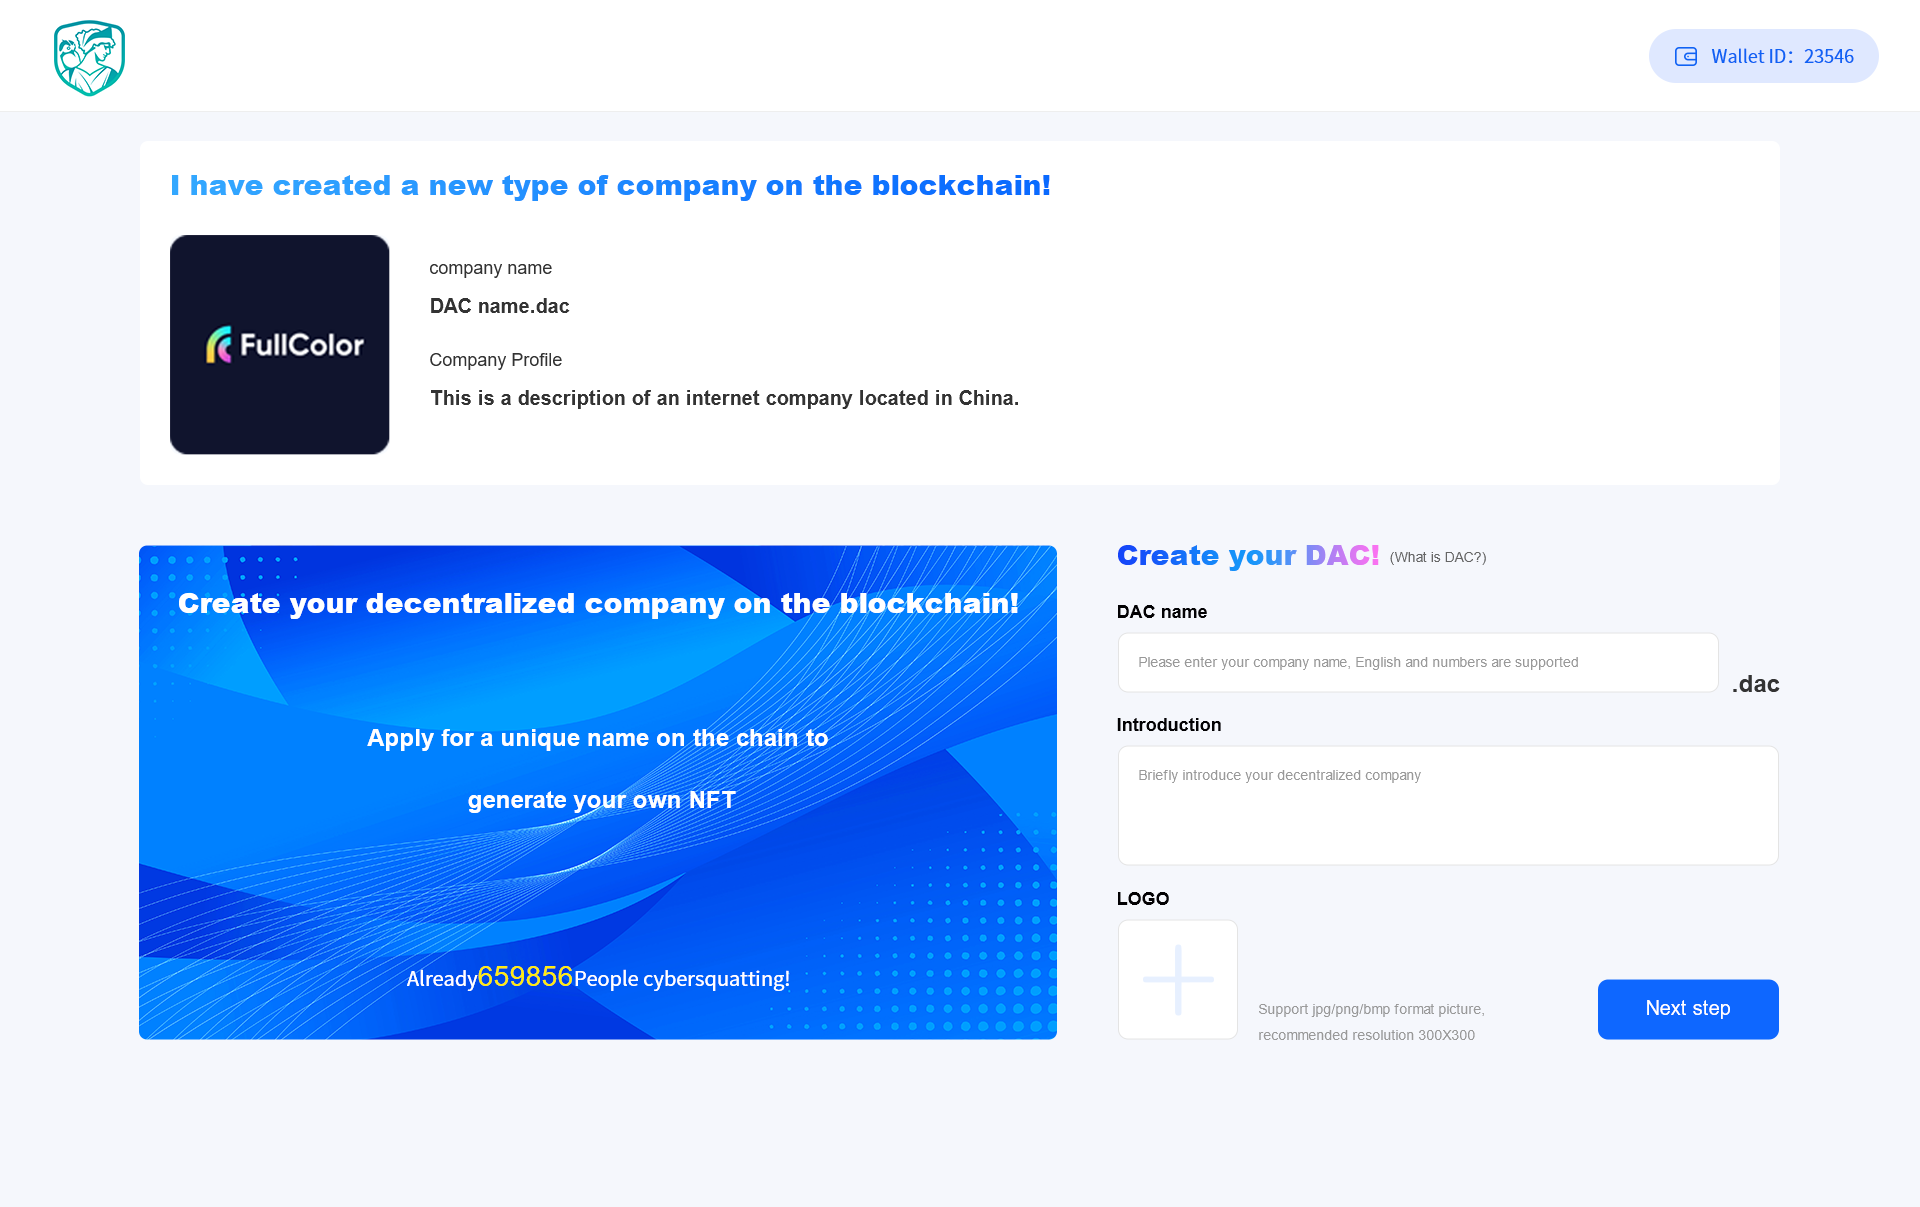 Wallet ID：23546
I have created a new type of company on the blockchain!
FullColor
company name
DAC name.dac
Company Profile
This is a description of an internet company located in China.
Create your decentralized company on the blockchain!
Apply for a unique name on the chain to
generate your own NFT
Already659856People cybersquatting!
Create your DAC! (What is DAC?)
DAC name
Please enter your company name, English and numbers are supported
.dac
Introduction
Briefly introduce your decentralized company
LOGO
Support jpg/png/bmp format picture,
recommended resolution 300X300
Next step